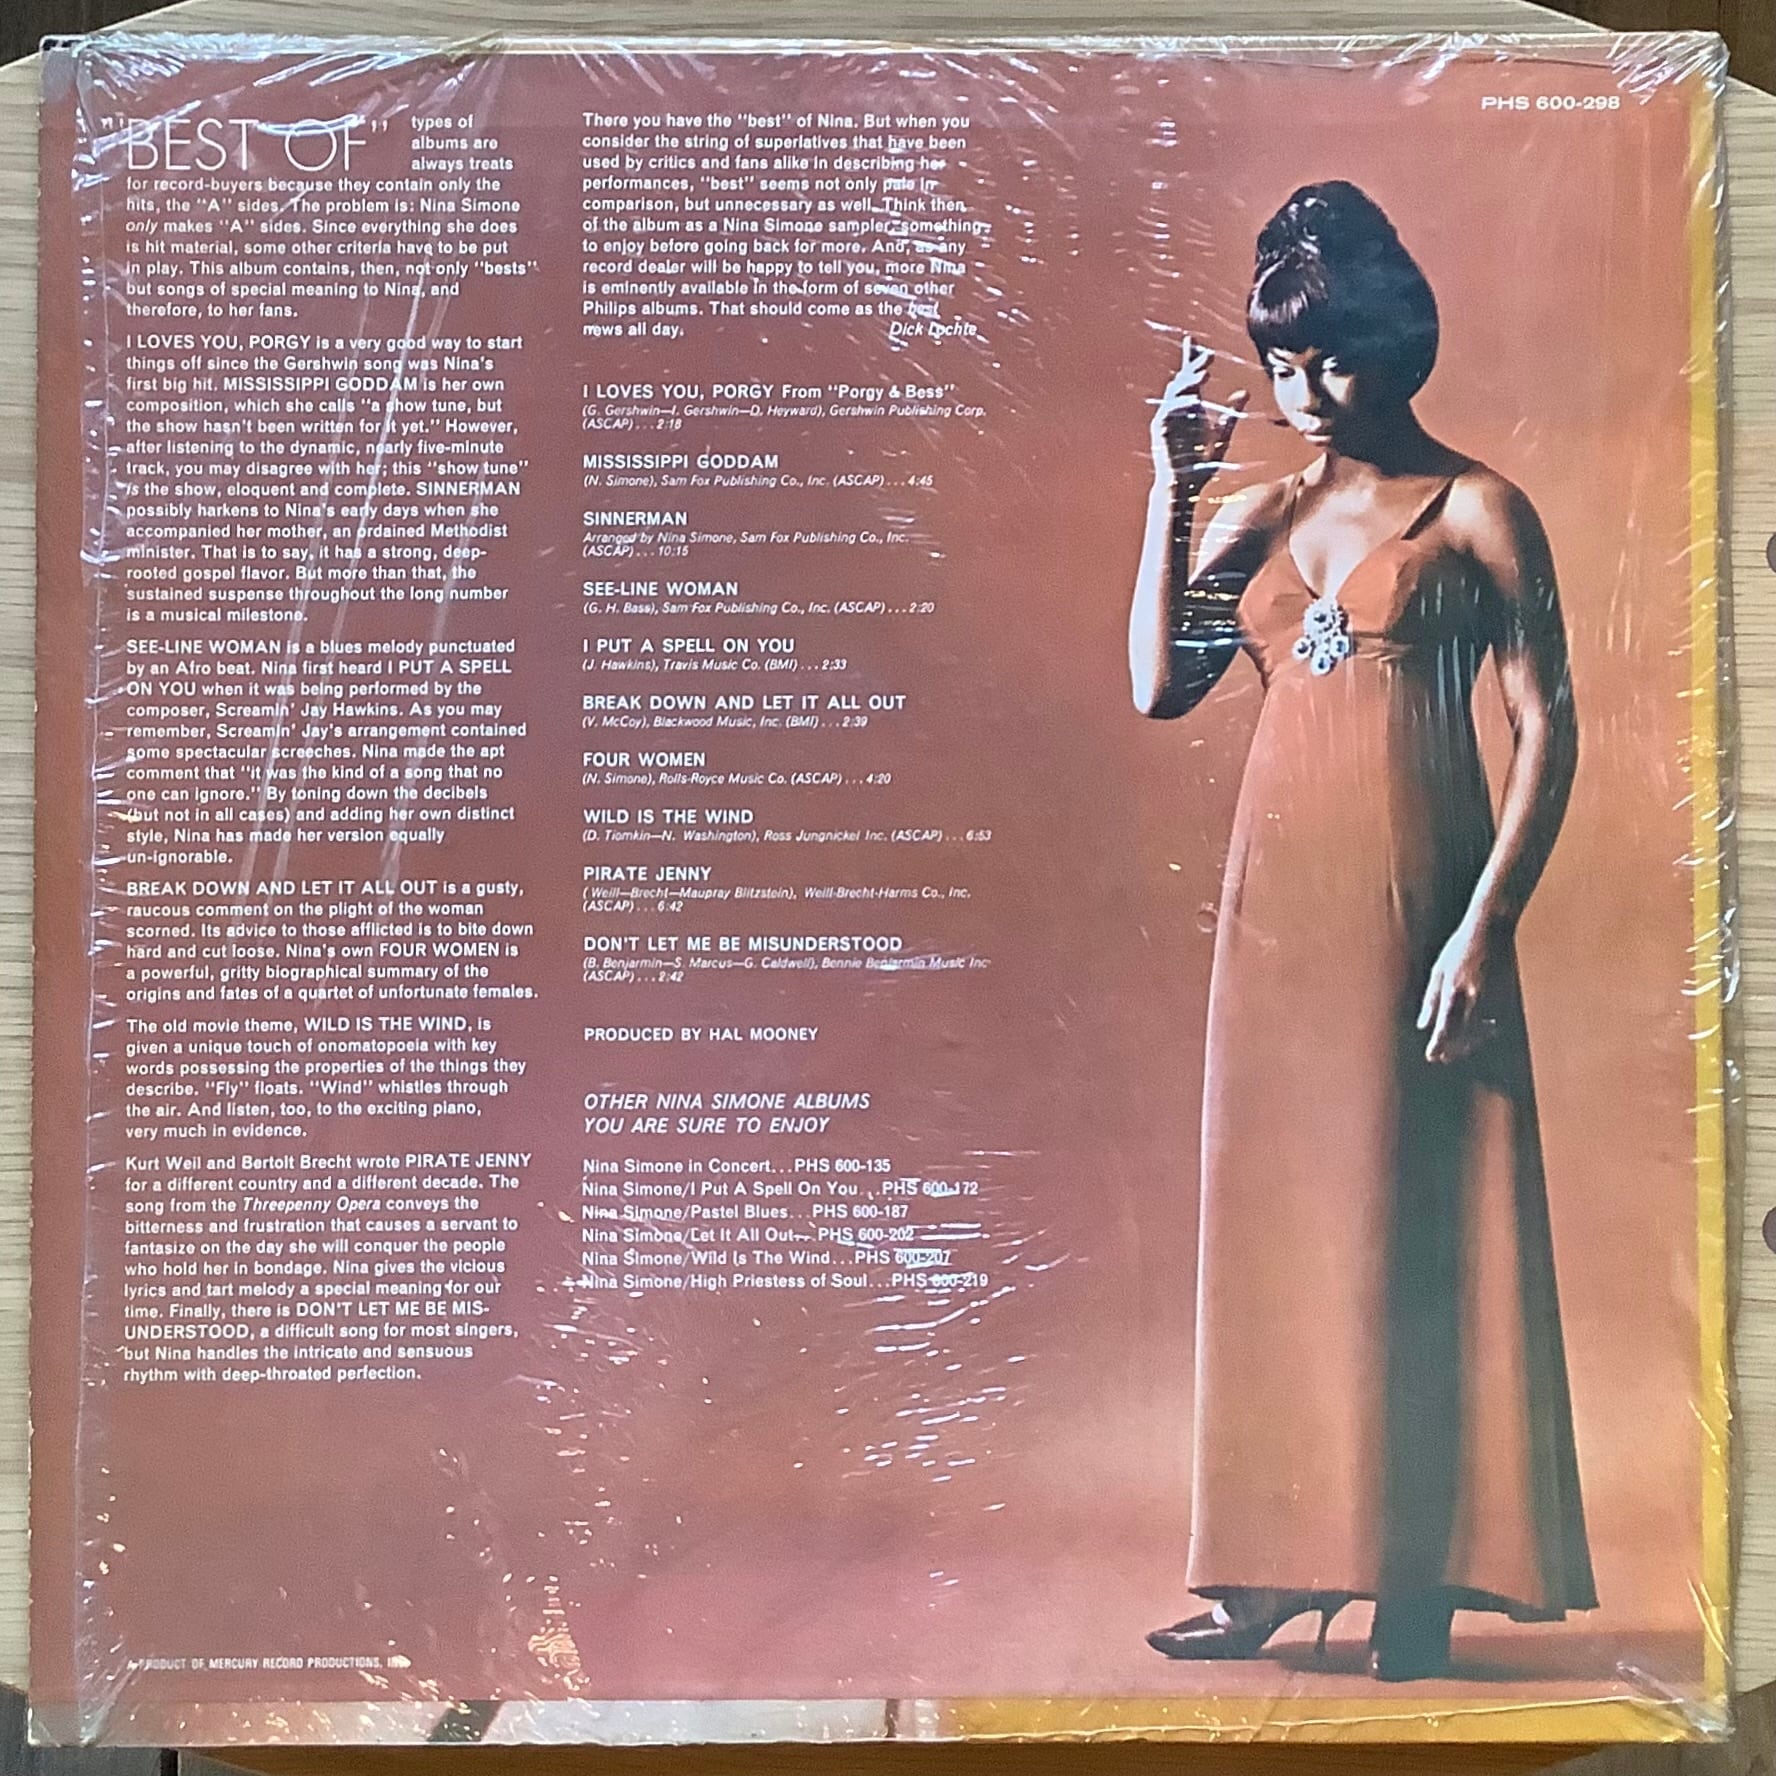 "BEST OF" types of
albums are
always treats
for record-buyers because they contain only the
hits, the "A" sides. The problem is: Nina Simone
only makes "A" sides. Since everything she does
is hit material, some other criteria have to be put
in play. This album contains, then, not only "bests"
but songs of special meaning to Nina, and
therefore, to her fans.
I LOVES YOU, PORGY is a very good way to start
things off since the Gershwin song was Nina's
first big hit. MISSISSIPPI GODDAM is her own
composition, which she calls "a show tune, but
the show hasn't been written for it yet." However,
after listening to the dynamic, nearly five-minute
track, you may disagree with her; this "show tune"
is the show, eloquent and complete. SINNERMAN
possibly harkens to Nina's early days when she
accompanied her mother, an ordained Methodist
minister. That is to say, it has a strong, deep-
rooted gospel flavor. But more than that, the
sustained suspense throughout the long number
is a musical milestone.
SEE-LINE WOMAN is a blues melody punctuated
by an Afro beat. Nina first heard I PUT A SPELL
ON YOU when it was being performed by the
composer, Screamin' Jay Hawkins. As you may
remember, Screamin' Jay's arrangement contained
some spectacular screeches. Nina made the apt
comment that "it was the kind of a song that no
one can ignore." By toning down the decibels
(but not in all cases) and adding her own distinct
style, Nina has made her version equally
un-ignorable.
BREAK DOWN AND LET IT ALL OUT is a gusty,
raucous comment on the plight of the woman
scorned. Its advice to those afflicted is to bite down
hard and cut loose. Nina's own FOUR WOMEN is
a powerful, gritty biographical summary of the
origins and fates of a quartet of unfortunate females.
The old movie theme, WILD IS THE WIND, is
given a unique touch of onomatopoeia with key
words possessing the properties of the things they
describe. "Fly" floats. "Wind" whistles through
the air. And listen, too, to the exciting piano,
very much in evidence.
Kurt Weil and Bertolt Brecht wrote PIRATE JENNY
for a different country and a different decade. The
song from the Threepenny Opera conveys the
bitterness and frustration that causes a servant to
fantasize on the day she will conquer the people
who hold her in bondage. Nina gives the vicious
lyrics and tart melody a special meaning for our
time. Finally, there is DON'T LET ME BE MIS-
UNDERSTOOD, a difficult song for most singers,
but Nina handles the intricate and sensuous
rhythm with deep-throated perfection.
A PRODUCT OF MERCURY RECORD PRODUCTIONS, INC.
There you have the "best" of Nina. But when you
consider the string of superlatives that have been
used by critics and fans alike in describing her
performances, "best" seems not only pale in
comparison, but unnecessary as well. Think then
of the album as a Nina Simone sampler, something
to enjoy before going back for more. And, as any
record dealer will be happy to tell you, more Nina
is eminently available in the form of seven other
Philips albums. That should come as the best
news all day. Dick Lochte
I LOVES YOU, PORGY From "Porgy & Bess"
(G. Gershwin—I. Gershwin—D. Heyward), Gershwin Publishing Corp.
(ASCAP)...2:18
MISSISSIPPI GODDAM
(N. Simone), Sam Fox Publishing Co., Inc. (ASCAP)...4:45
SINNERMAN
Arranged by Nina Simone, Sam Fox Publishing Co., Inc.
(ASCAP)...10:15
SEE-LINE WOMAN
(G. H. Bass), Sam Fox Publishing Co., Inc. (ASCAP)...2:20
I PUT A SPELL ON YOU
(J. Hawkins), Travis Music Co. (BMI)...2:33
BREAK DOWN AND LET IT ALL OUT
(V. McCoy), Blackwood Music, Inc. (BMI)...2:39
FOUR WOMEN
(N. Simone), Rolls-Royce Music Co. (ASCAP)...4:20
WILD IS THE WIND
(D. Tiomkin—N. Washington), Ross Jungnickel Inc. (ASCAP)...6:53
PIRATE JENNY
(Weill—Brecht—Maupray Blitzstein), Weill-Brecht-Harms Co., Inc.
(ASCAP)...6:42
DON'T LET ME BE MISUNDERSTOOD
(B. Benjarmin—S. Marcus—G. Caldwell), Bennie Benjarmin Music Inc
(ASCAP)...2:42
PRODUCED BY HAL MOONEY
OTHER NINA SIMONE ALBUMS
YOU ARE SURE TO ENJOY
Nina Simone in Concert...PHS 600-135
Nina Simone/I Put A Spell On You...PHS 600-172
Nina Simone/Pastel Blues...PHS 600-187
Nina Simone/Let It All Out...PHS 600-202
Nina Simone/Wild Is The Wind...PHS 600-207
Nina Simone/High Priestess of Soul...PHS 600-219
PHS 600-298